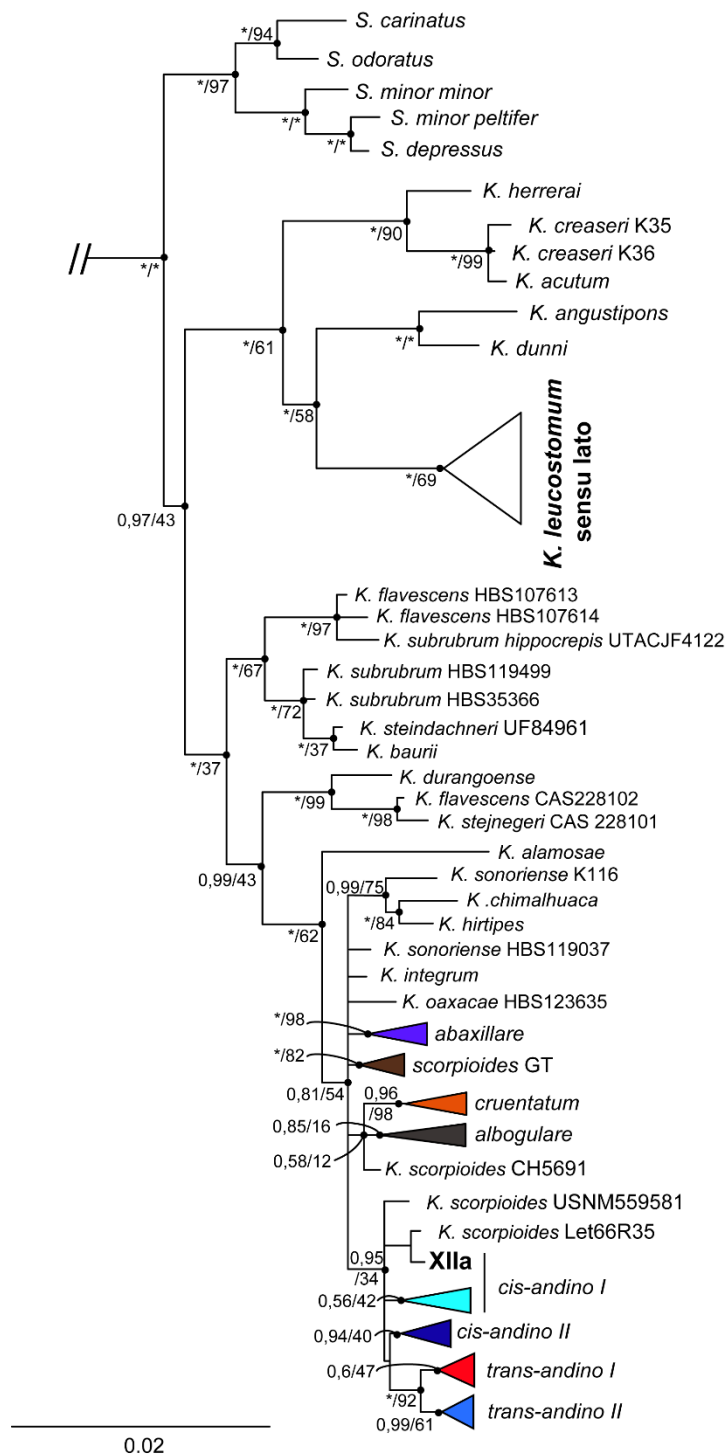 */94
S. carinatus
S. odoratus
*/97
S. minor minor
S. minor peltifer
*/*
*/*
S. depressus
K. herrerai
*/90
K. creaseri K35
K. creaseri K36
*/99
K. acutum
*/*
K. angustipons
*/61
*/*
K. dunni
*/58
K. leucostomum
sensu lato
*/69
0,97/43
K. flavescens HBS107613
K. flavescens HBS107614
*/97
K. subrubrum hippocrepis UTACJF4122
*/67
K. subrubrum HBS119499
K. subrubrum HBS35366
*/72
K. steindachneri UF84961
*/37
K. baurii
*/37
K. durangoense
*/99
K. flavescens CAS228102
*/98
K. stejnegeri CAS 228101
0,99/43
K. alamosae
0,99/75
K. sonoriense K116
K .chimalhuaca
*/84
K. hirtipes
*/62
K. sonoriense HBS119037
K. integrum
K. oaxacae HBS123635
*/98
abaxillare
*/82
scorpioides GT
0,81/54
0,96
/98
cruentatum
0,85/16
albogulare
0,58/12
K. scorpioides CH5691
K. scorpioides USNM559581
K. scorpioides Let66R35
0,95
/34
XIIa
cis-andino I
0,56/42
0,94/40
cis-andino II
0,6/47
trans-andino I
*/92
0,99/61
trans-andino II
0.02